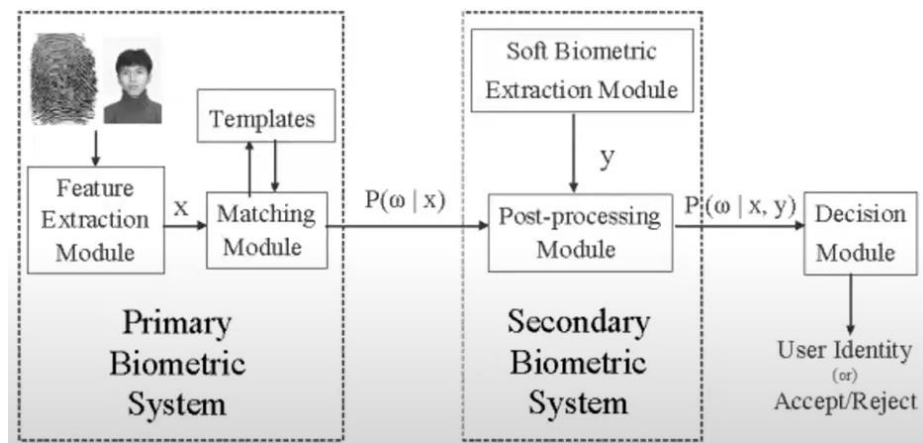 Soft Biometric
Extraction Module
Templates
y
Feature
Extraction
Module
X
Matching
Module
P(ω | x)
Post-processing
Module
P(ω | x, y)
Decision
Module
Primary
Biometric
System
Secondary
Biometric
System
User Identity
(or)
Accept/Reject